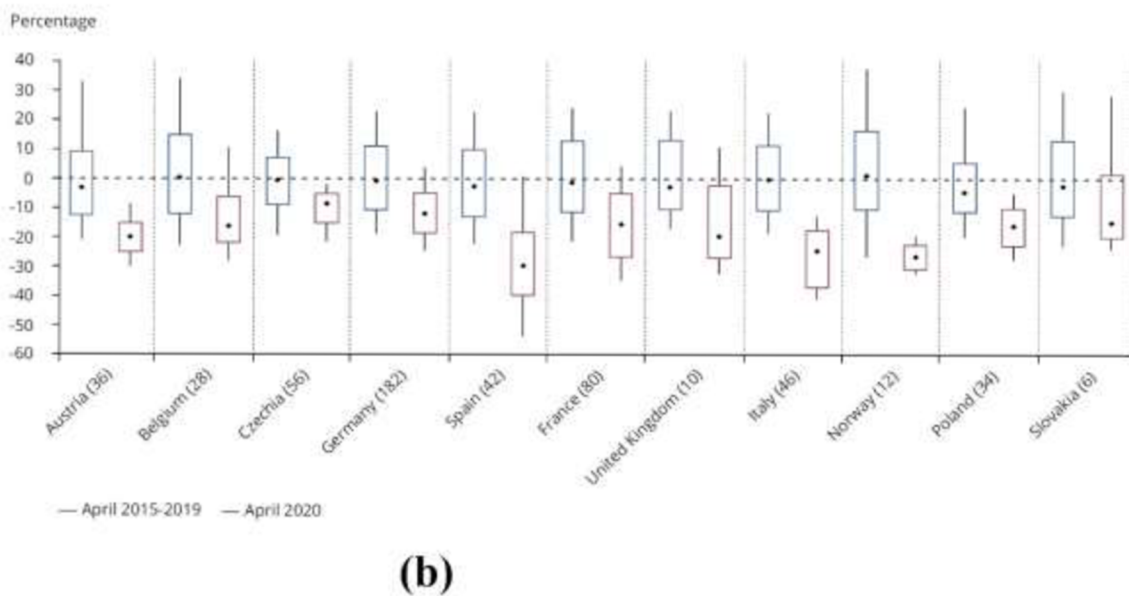 Percentage
40
30
20
10
0
-10
-20
-30
-40
-50
-60
Austria (36)
Belgium (28)
Czechia (56)
Germany (182)
Spain (42)
France (80)
United Kingdom (10)
Italy (46)
Norway (12)
Poland (34)
Slovakia (6)
— April 2015-2019 — April 2020
(b)